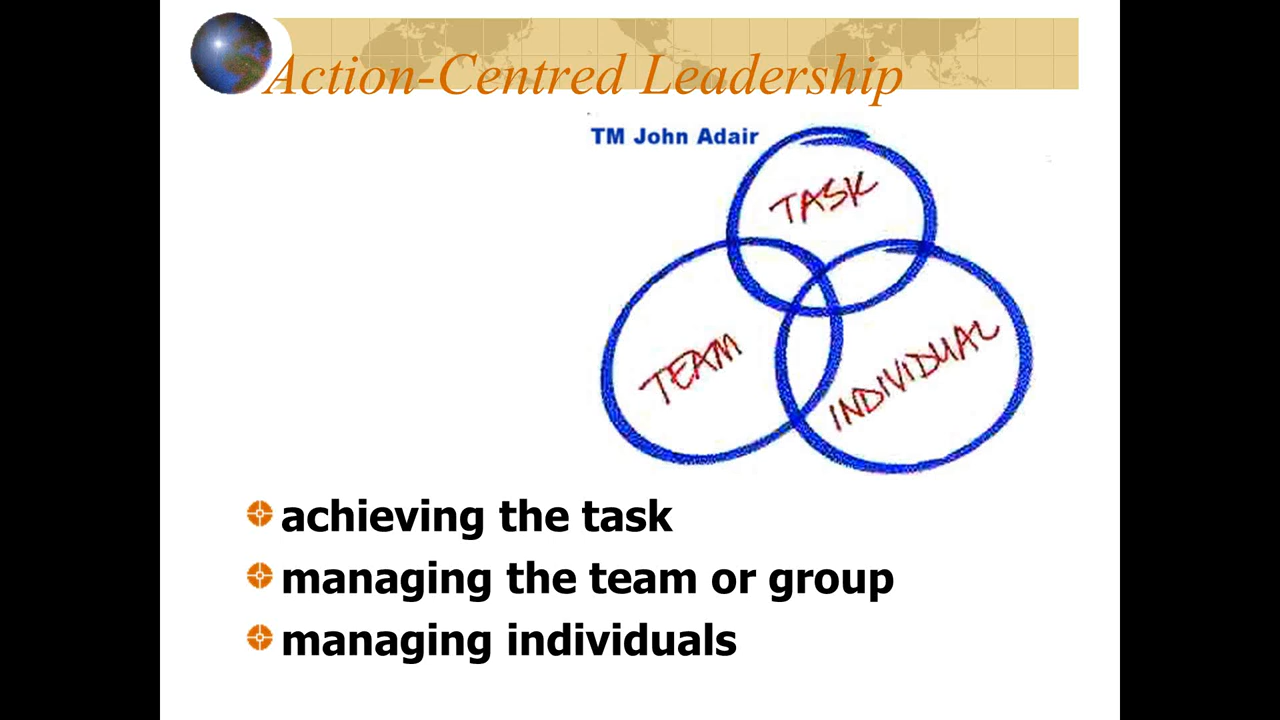 Action-Centred Leadership
TM John Adair
TASK
TEAM
INDIVIDUAL
achieving the task
managing the team or group
managing individuals